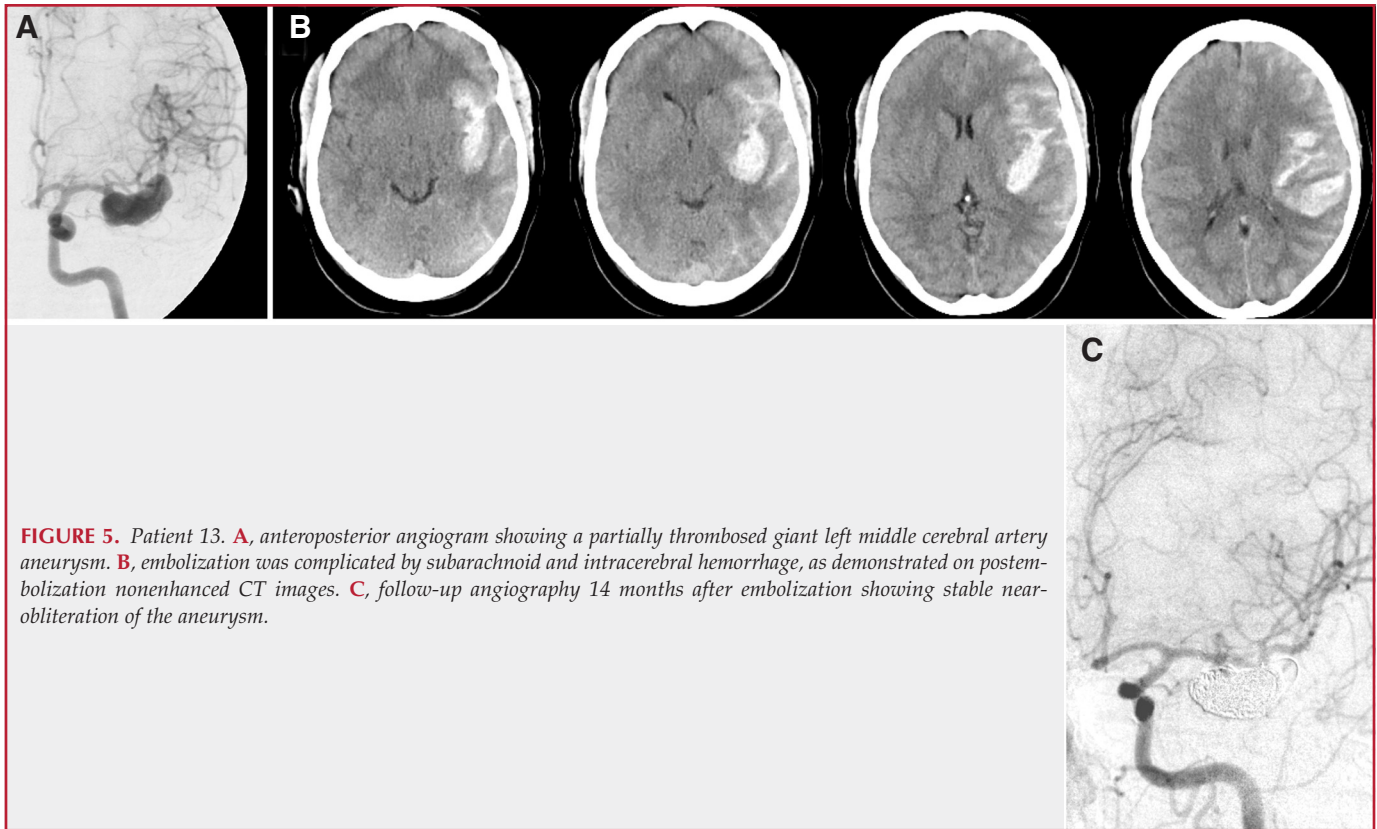 A
B
C
FIGURE 5. Patient 13. A, anteroposterior angiogram showing a partially thrombosed giant left middle cerebral artery
aneurysm. B, embolization was complicated by subarachnoid and intracerebral hemorrhage, as demonstrated on postem-
bolization nonenhanced CT images. C, follow-up angiography 14 months after embolization showing stable near-
obliteration of the aneurysm.